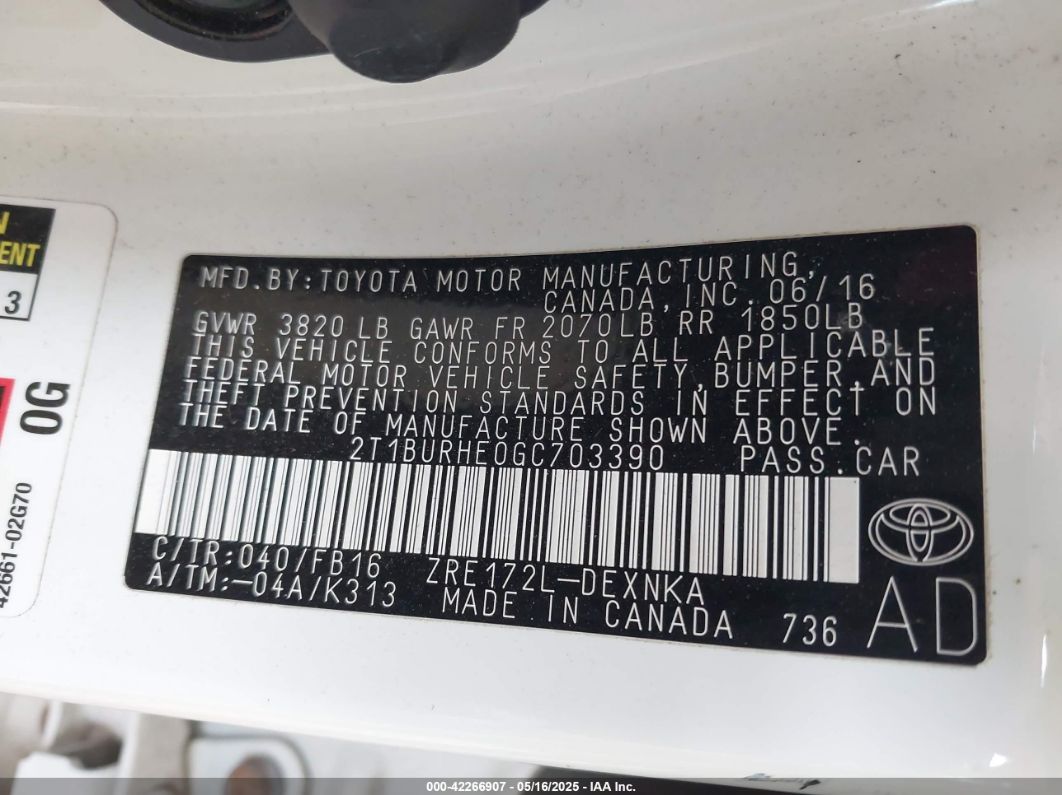 N
ENT
3
0G
42661-02G70
MFD.BY:TOYOTA MOTOR MANUFACTURING,
CANADA, INC. 06/16
GVWR 3820 LB GAWR FR 2070LB RR 1850LB
THIS VEHICLE CONFORMS TO ALL APPLICABLE
FEDERAL MOTOR VEHICLE SAFETY,BUMPER,AND
THEFT PREVENTION STANDARDS IN EFFECT ON
THE DATE OF MANUFACTURE SHOWN ABOVE.
2T1BURHE0GC703390 PASS.CAR
C/TR:040/FB16 ZRE172L-DEXNKA
A/TM:-04A/K313 MADE IN CANADA 736 AD
000-42266907 - 05/16/2025 - IAA Inc.